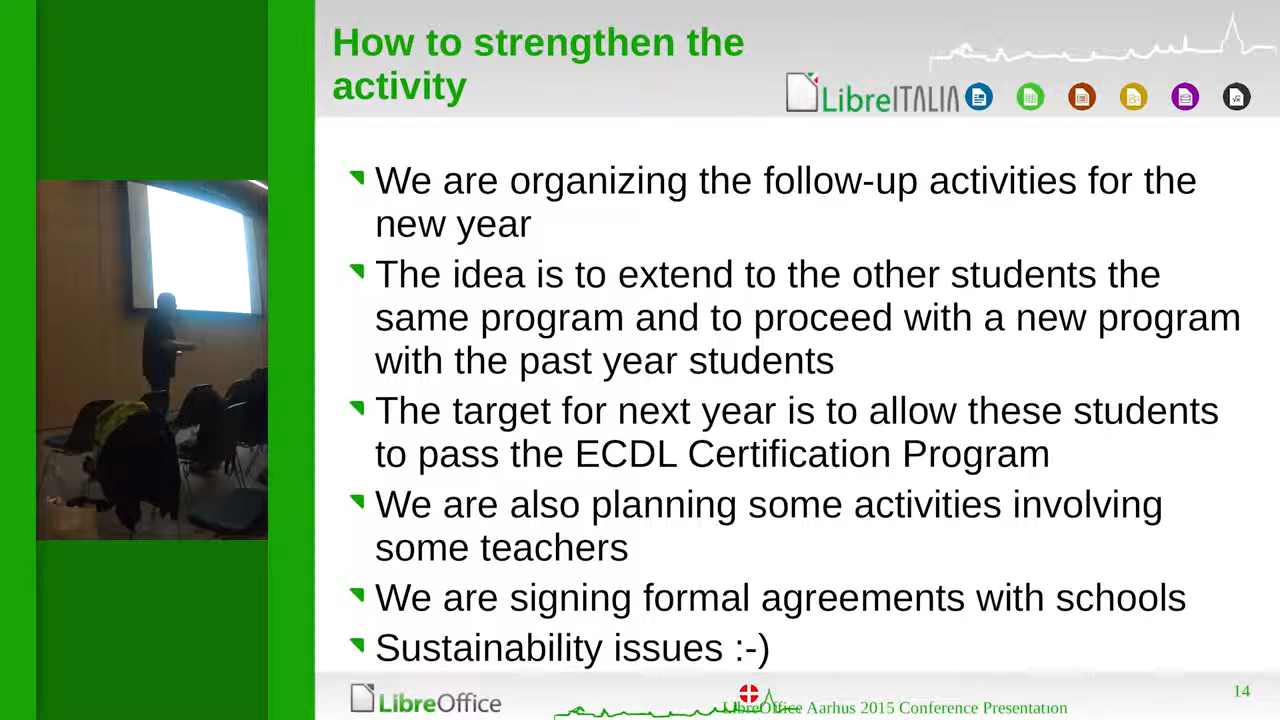 How to strengthen the
activity
LibreITALIA
We are organizing the follow-up activities for the
new year
The idea is to extend to the other students the
same program and to proceed with a new program
with the past year students
The target for next year is to allow these students
to pass the ECDL Certification Program
We are also planning some activities involving
some teachers
We are signing formal agreements with schools
Sustainability issues :-)
LibreOffice
LibreOffice Aarhus 2015 Conference Presentation
14